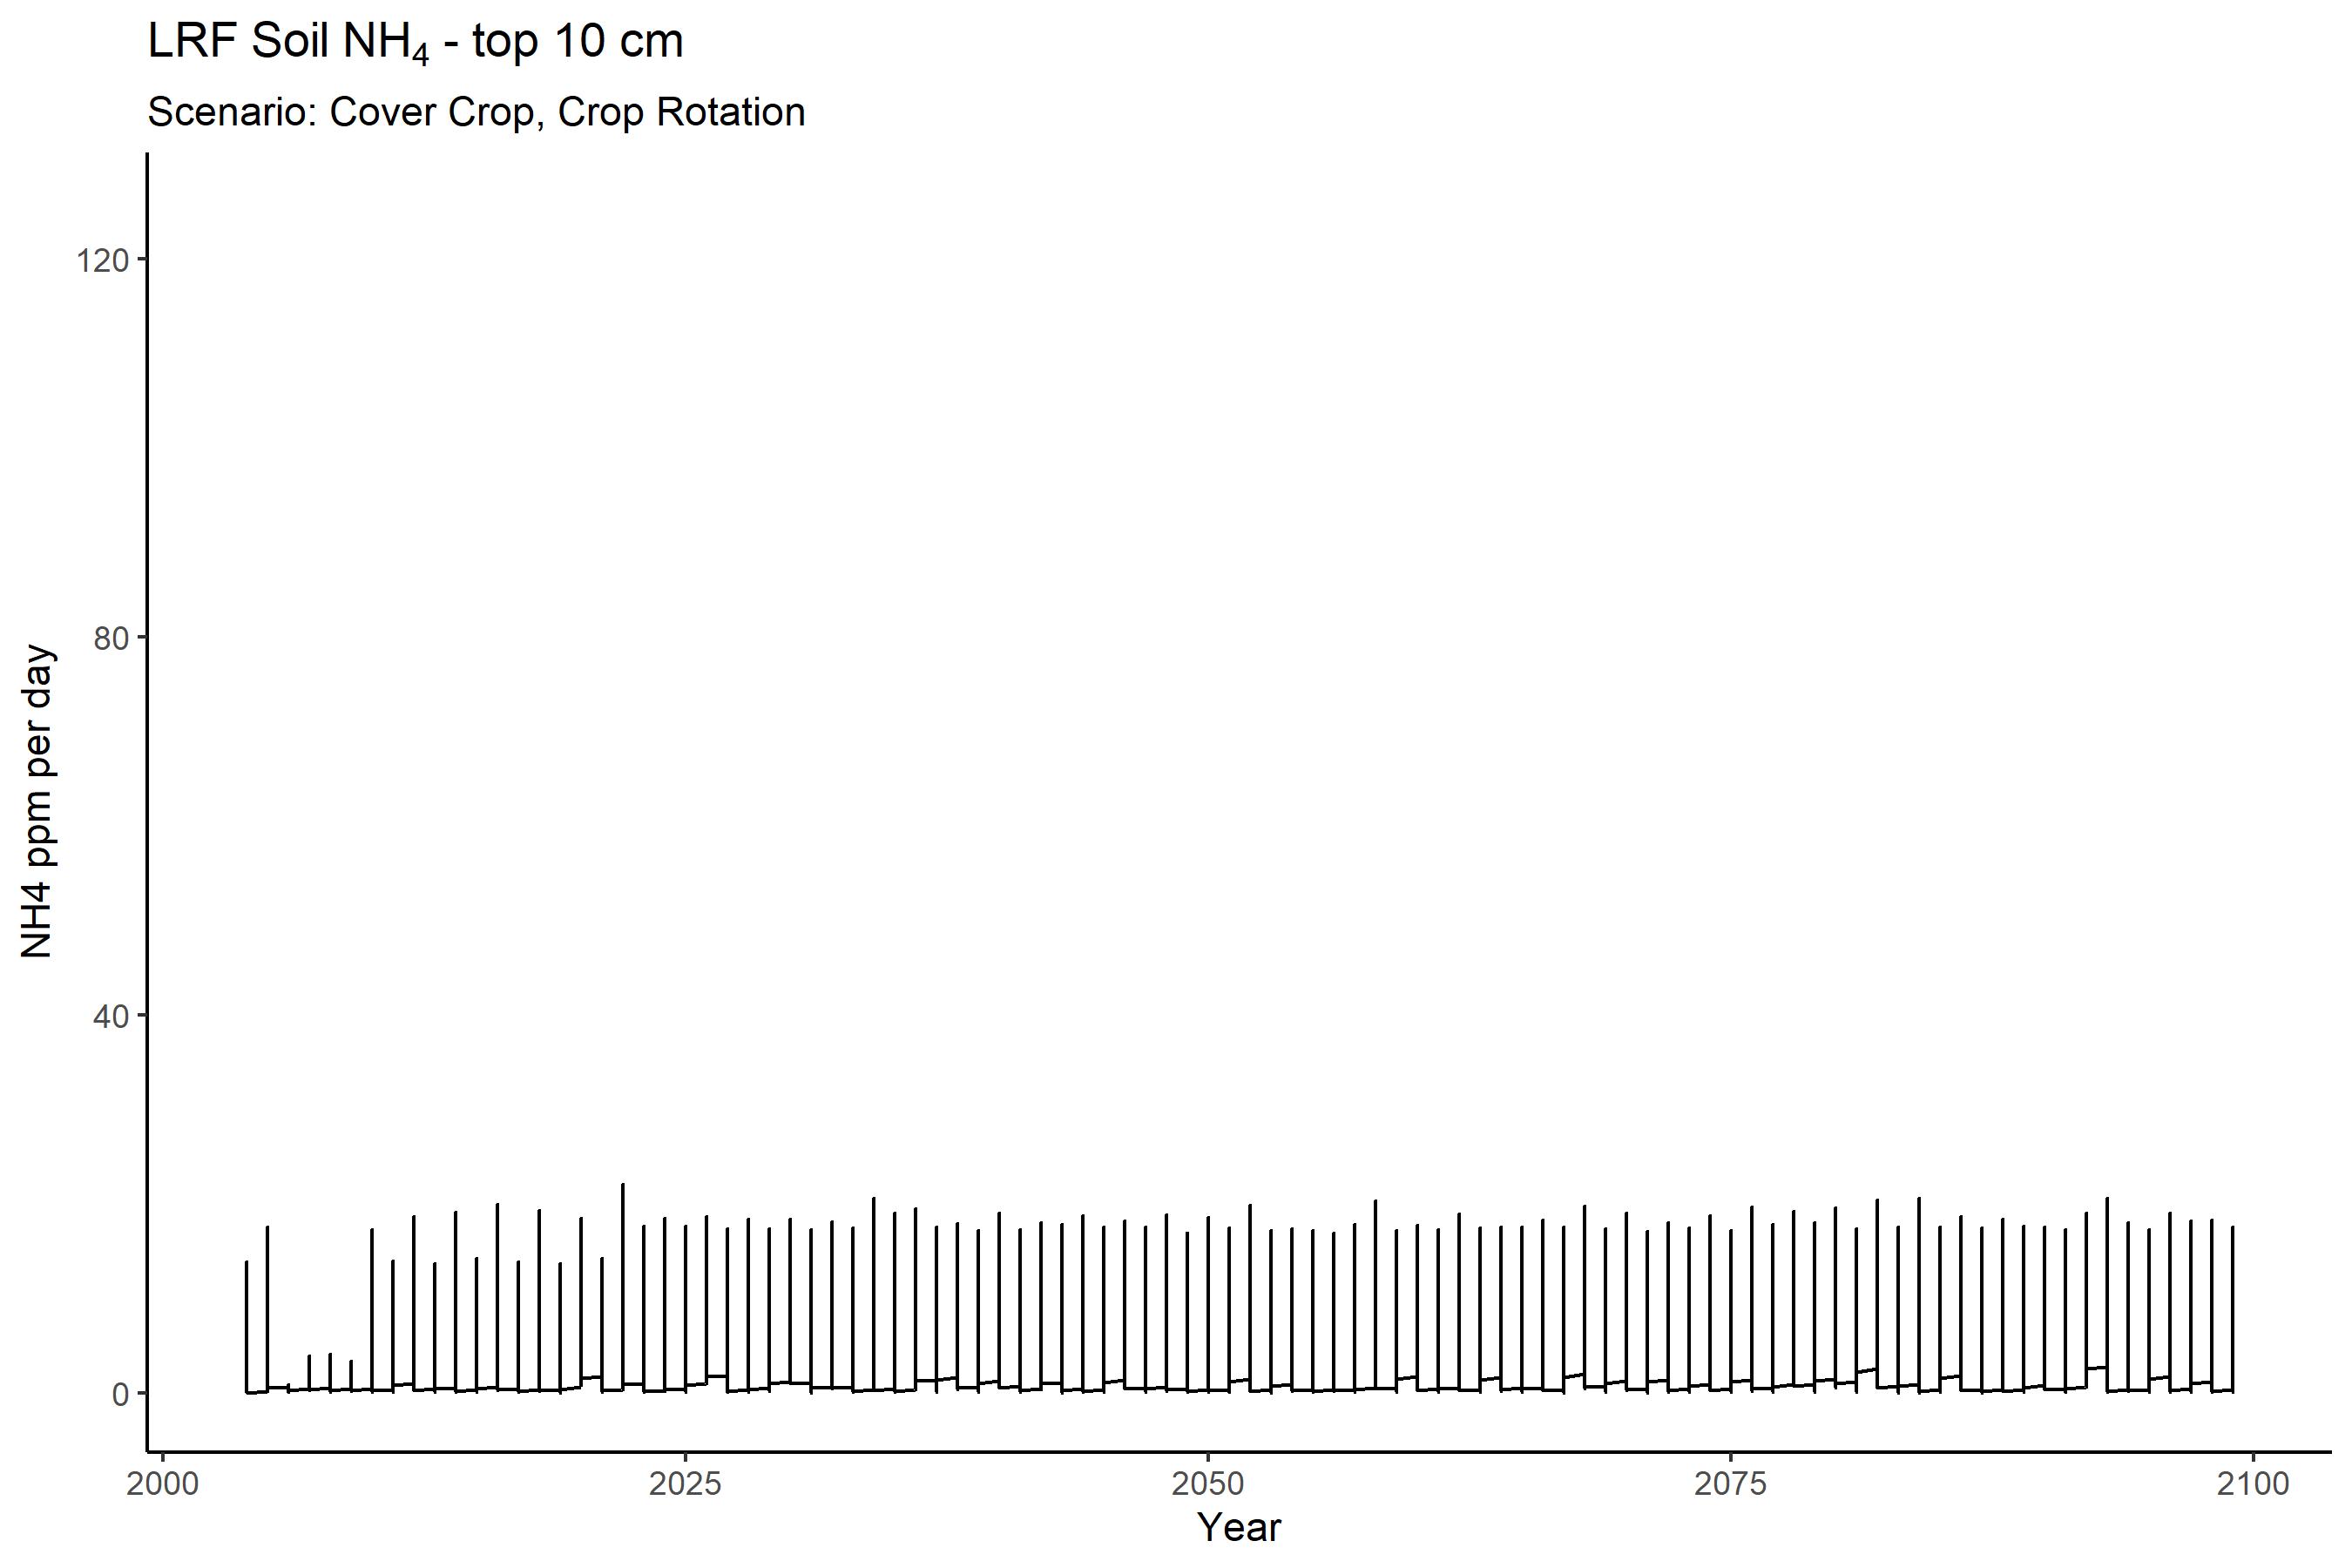 LRF Soil NH₄ - top 10 cm
Scenario: Cover Crop, Crop Rotation
NH4 ppm per day
120
80
40
0
2000 2025 2050 2075 2100
Year